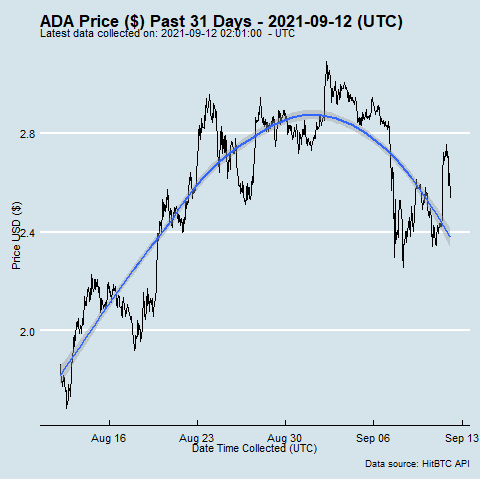 ADA Price ($) Past 31 Days - 2021-09-12 (UTC)
Latest data collected on: 2021-09-12 02:01:00 - UTC
Price USD ($)
2.8
2.4
2.0
Aug 16 Aug 23 Aug 30 Sep 06 Sep 13
Date Time Collected (UTC)
Data source: HitBTC API